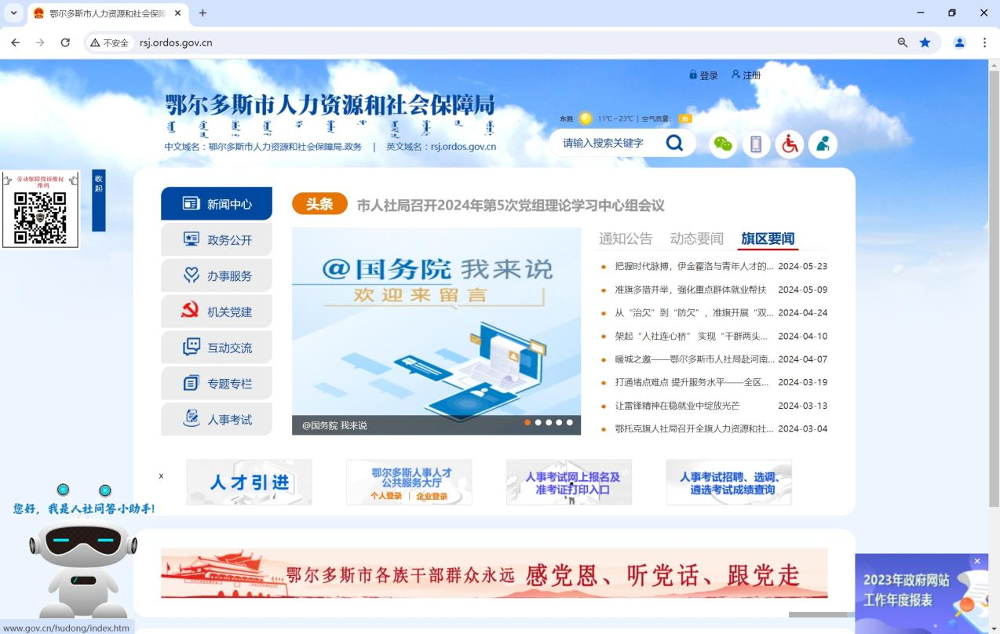 鄂尔多斯市人力资源和社会保障
不安全
rsj.ordos.gov.cn
登录 注册
鄂尔多斯市人力资源和社会保障局
东胜 11℃～23℃ | 空气质量： 良
中文域名：鄂尔多斯市人力资源和社会保障局.政务 | 英文域名：rsj.ordos.gov.cn
请输入搜索关键字
劳动保障投诉维权
二维码
收起
新闻中心
政务公开
办事服务
机关党建
互动交流
专题专栏
人事考试
头条 市人社局召开2024年第5次党组理论学习中心组会议
@国务院 我来说
欢迎来留言
@国务院 我来说
通知公告 动态要闻 旗区要闻
把握时代脉搏，伊金霍洛与青年人才的... 2024-05-23
准旗多措并举，强化重点群体就业帮扶 2024-05-09
从“治欠”到“防欠”，准旗开展“双... 2024-04-24
架起“人社连心桥” 实现“干群两头... 2024-04-10
暖城之邀——鄂尔多斯市人社局赴河南... 2024-04-07
打通堵点难点 提升服务水平——全区... 2024-03-19
让雷锋精神在稳就业中绽放光芒 2024-03-13
鄂托克旗人社局召开全旗人力资源和社... 2024-03-04
x
人才引进
鄂尔多斯人事人才
公共服务大厅
个人登录 | 企业登录
人事考试网上报名及
准考证打印入口
人事考试招聘、选调、
遴选考试成绩查询
您好，我是人社问答小助手!
鄂尔多斯市各族干部群众永远 感党恩、听党话、跟党走
2023年政府网站
工作年度报表
www.gov.cn/hudong/index.htm